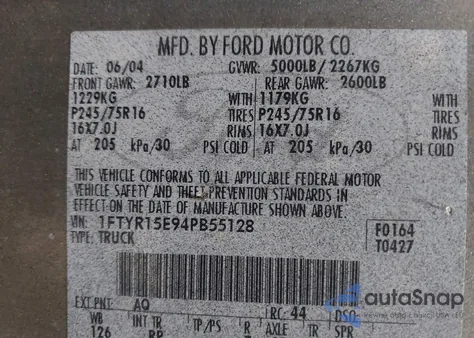 MFD. BY FORD MOTOR CO.
DATE: 06/04 GVWR: 5000LB / 2267KG
FRONT GAWR: 2710LB REAR GAWR: 2600LB
1229KG WITH 1179KG WITH
P245/75R16 TIRES P245/75R16 TIRES
16X7.0J RIMS 16X7.0J RIMS
AT 205 kPa/30 PSI COLD AT 205 kPa/30 PSI COLD
THIS VEHICLE CONFORMS TO ALL APPLICABLE FEDERAL MOTOR
VEHICLE SAFETY AND THEFT PREVENTION STANDARDS IN
EFFECT ON THE DATE OF MANUFACTURE SHOWN ABOVE.
VIN: 1FTYR15E94PB55128 F0164
TYPE: TRUCK T0427
EXT PNT: AQ RC: 44 DSO:
WB INT TR TP/PS R AXLE TR SPR
126
autoSnap